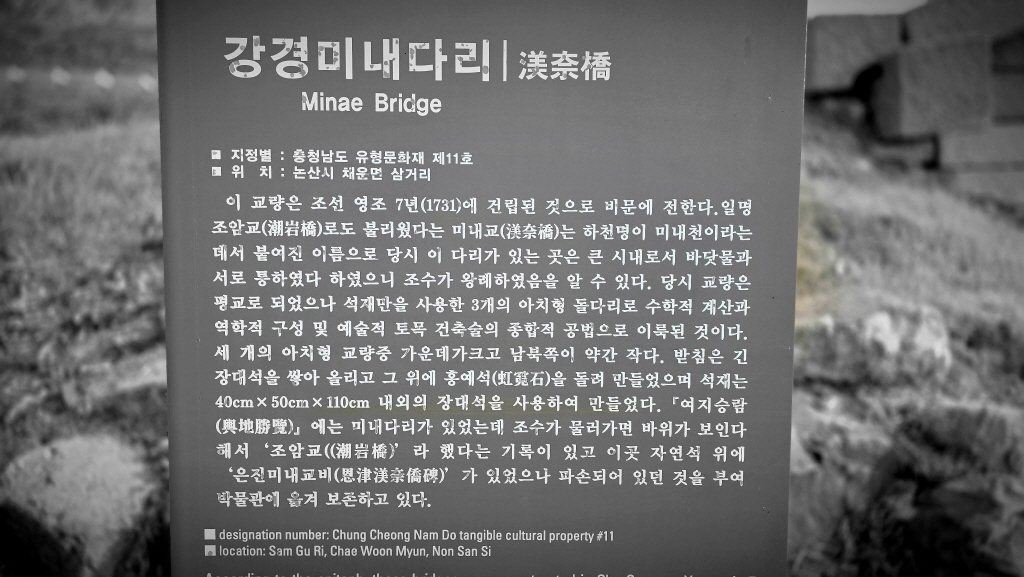 강경미내다리 | 渼奈橋
Minae Bridge
▣ 지정별 : 충청남도 유형문화재 제11호
▣ 위 치 : 논산시 채운면 삼거리
이 교량은 조선 영조 7년(1731)에 건립된 것으로 비문에 전한다.일명
조암교(潮岩橋)로도 불리웠다는 미내교(渼奈橋)는 하천명이 미내천이라는
데서 붙여진 이름으로 당시 이 다리가 있는 곳은 큰 시내로서 바닷물과
서로 통하였다 하였으니 조수가 왕례하였음을 알 수 있다. 당시 교량은
평교로 되었으나 석재만을 사용한 3개의 아치형 돌다리로 수학적 계산과
역학적 구성 및 예술적 토목 건축술의 종합적 공법으로 이룩된 것이다.
세 개의 아치형 교량중 가운데가크고 남북쪽이 약간 작다. 받침은 긴
장대석을 쌓아 올리고 그 위에 홍예석(虹霓石)을 돌려 만들었으며 석재는
40cm×50cm×110cm 내외의 장대석을 사용하여 만들었다.『여지승람
(輿地勝覽)』에는 미내다리가 있었는데 조수가 물러가면 바위가 보인다
해서 ‘조암교((潮岩橋)’ 라 했다는 기록이 있고 이곳 자연석 위에
‘은진미내교비(恩津渼奈僑碑)’ 가 있었으나 파손되어 있던 것을 부여
박물관에 옮겨 보존하고 있다.
■ designation number: Chung Cheong Nam Do tangible cultural property #11
▣ location: Sam Gu Ri, Chae Woon Myun, Non San Si